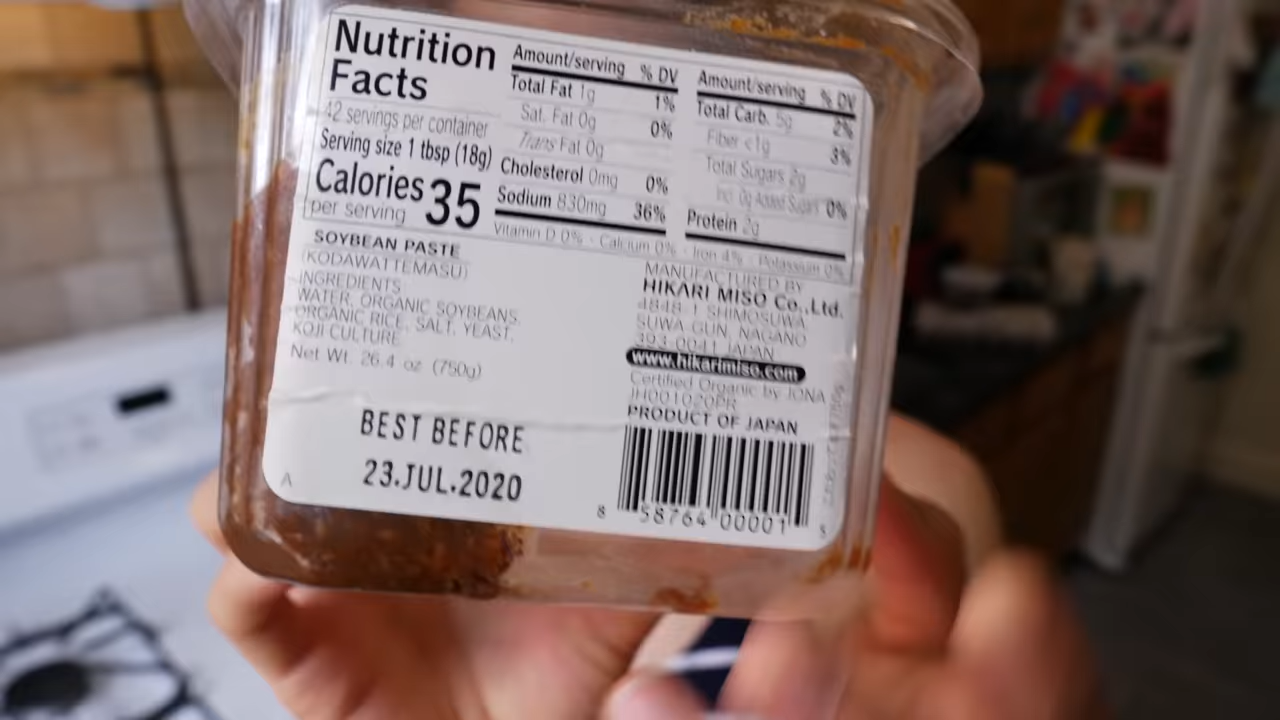 Nutrition
Facts
42 servings per container
Serving size 1 tbsp (18g)
Calories 35
per serving
Amount/serving % DV
Total Fat 1g 1%
Sat. Fat 0g 0%
Trans Fat 0g
Cholesterol 0mg 0%
Sodium 830mg 36%
Amount/serving % DV
Total Carb. 5g 2%
Fiber <1g 3%
Total Sugars 2g
Incl. 0g Added Sugars 0%
Protein 2g
Vitamin D 0% · Calcium 0% · Iron 4% · Potassium 0%
SOYBEAN PASTE
(KODAWATTEMASU)
INGREDIENTS
WATER, ORGANIC SOYBEANS,
ORGANIC RICE, SALT, YEAST,
KOJI CULTURE
Net Wt. 26.4 oz (750g)
BEST BEFORE
23.JUL.2020
A
MANUFACTURED BY
HIKARI MISO Co.,Ltd.
4848-1 SHIMOSUWA
SUWA-GUN, NAGANO
393-0041 JAPAN
www.hikarimiso.com
Certified Organic by JONA
JH001020PR
PRODUCT OF JAPAN
8 58764 00001 5